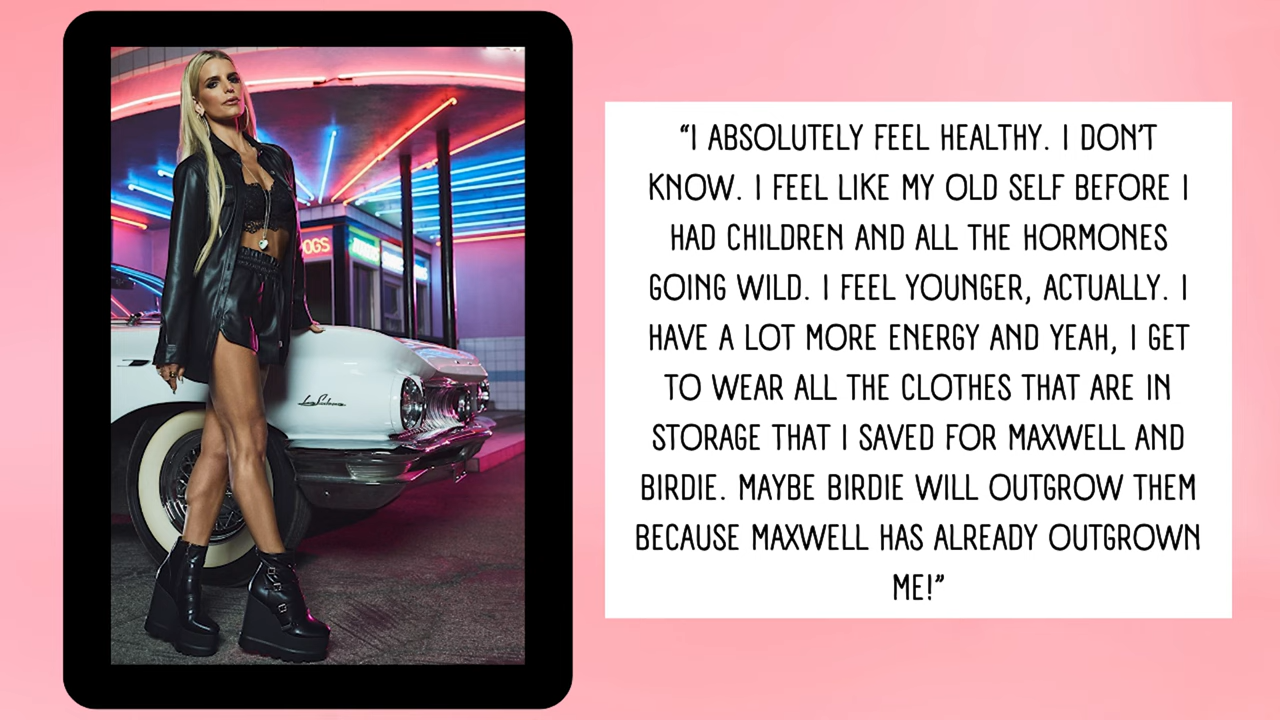 OGS
“I ABSOLUTELY FEEL HEALTHY. I DON’T
KNOW. I FEEL LIKE MY OLD SELF BEFORE I
HAD CHILDREN AND ALL THE HORMONES
GOING WILD. I FEEL YOUNGER, ACTUALLY. I
HAVE A LOT MORE ENERGY AND YEAH, I GET
TO WEAR ALL THE CLOTHES THAT ARE IN
STORAGE THAT I SAVED FOR MAXWELL AND
BIRDIE. MAYBE BIRDIE WILL OUTGROW THEM
BECAUSE MAXWELL HAS ALREADY OUTGROWN
ME!”